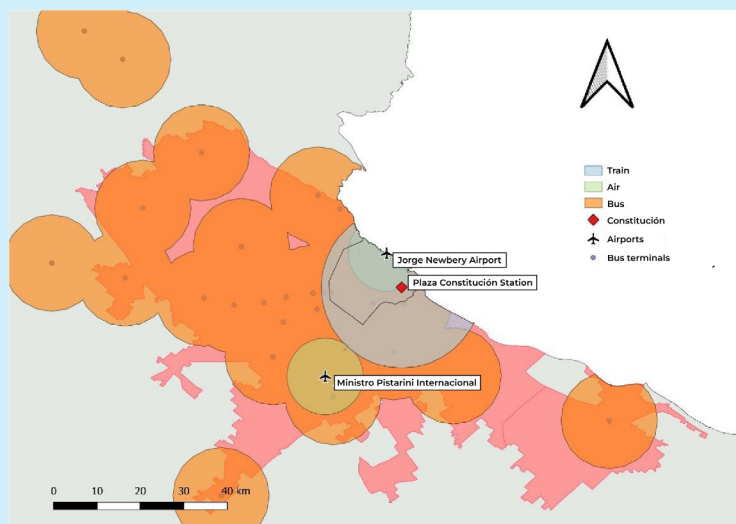 Train
Air
Bus
Constitución
Airports
Bus terminals
Jorge Newbery Airport
Plaza Constitución Station
Ministro Pistarini Internacional
0 10 20 30 40 km